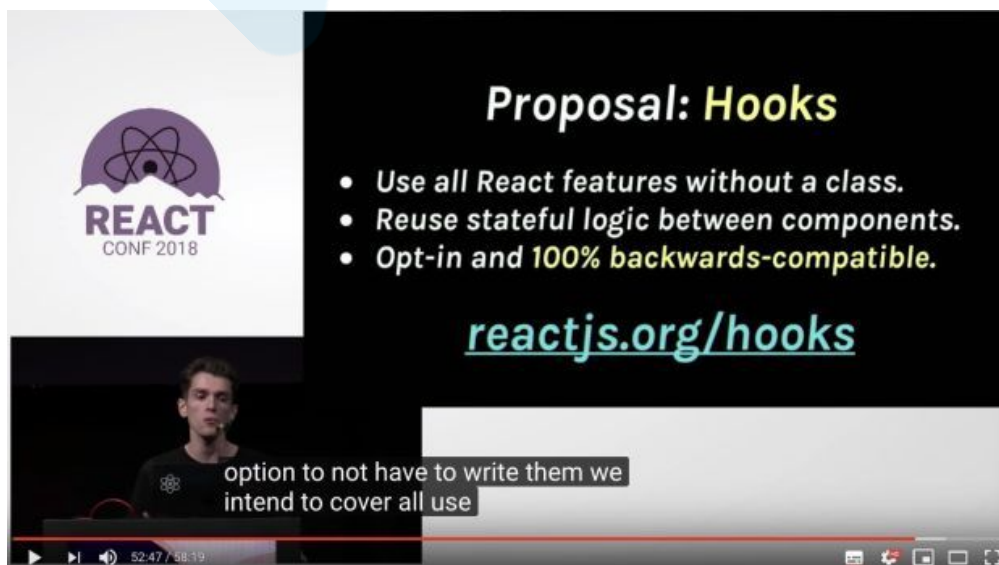 Proposal: Hooks
• Use all React features without a class.
• Reuse stateful logic between components.
• Opt-in and 100% backwards-compatible.
reactjs.org/hooks
REACT
CONF 2018
option to not have to write them we
intend to cover all use
52:47 / 58:19